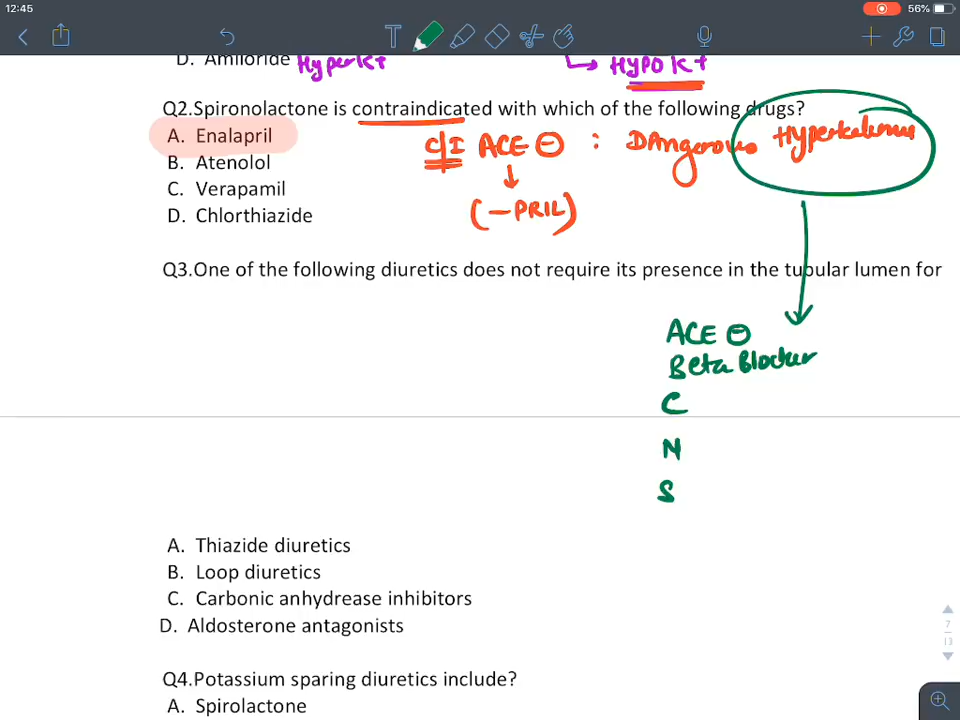 12:45
56%
T
D. Amiloride HyperK+
HYPO K+
Q2.Spironolactone is contraindicated with which of the following drugs?
A. Enalapril
C/I ACE ⊖ : DAngerous Hyperkalemia
B. Atenolol
C. Verapamil
(-PRIL)
D. Chlorthiazide
Q3.One of the following diuretics does not require its presence in the tubular lumen for
ACE ⊖
Beta Blocker
C
N
S
A. Thiazide diuretics
B. Loop diuretics
C. Carbonic anhydrease inhibitors
D. Aldosterone antagonists
7
13
Q4.Potassium sparing diuretics include?
A. Spirolactone